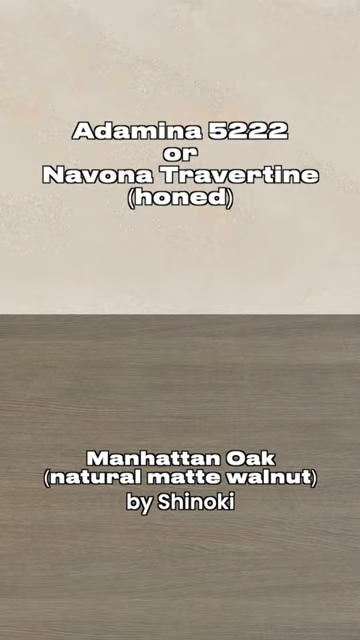 Adamina 5222
or
Navona Travertine
(honed)
Manhattan Oak
(natural matte walnut)
by Shinoki